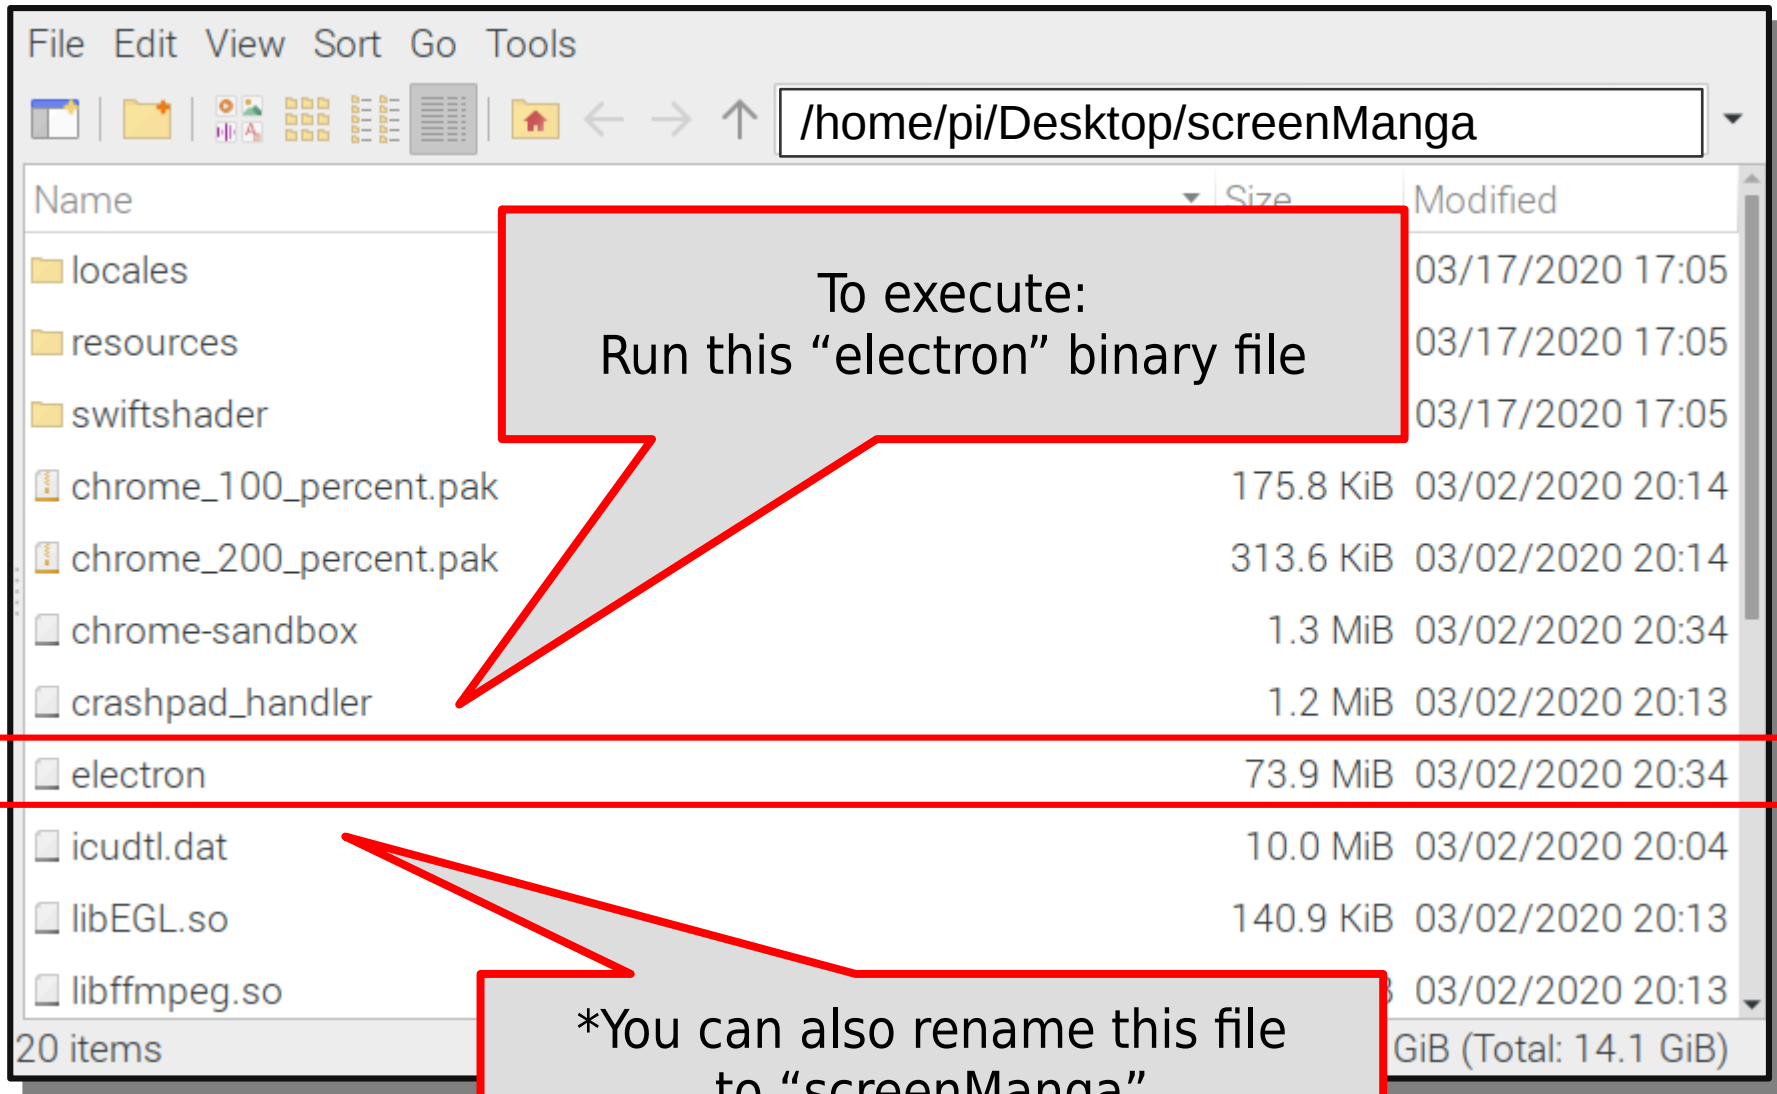 File Edit View Sort Go Tools
/home/pi/Desktop/screenManga
Name Size Modified
locales 03/17/2020 17:05
resources 03/17/2020 17:05
swiftshader 03/17/2020 17:05
To execute:
Run this “electron” binary file
chrome_100_percent.pak 175.8 KiB 03/02/2020 20:14
chrome_200_percent.pak 313.6 KiB 03/02/2020 20:14
chrome-sandbox 1.3 MiB 03/02/2020 20:34
crashpad_handler 1.2 MiB 03/02/2020 20:13
electron 73.9 MiB 03/02/2020 20:34
icudtl.dat 10.0 MiB 03/02/2020 20:04
libEGL.so 140.9 KiB 03/02/2020 20:13
libffmpeg.so 03/02/2020 20:13
*You can also rename this file
to “screenManga”
20 items GiB (Total: 14.1 GiB)